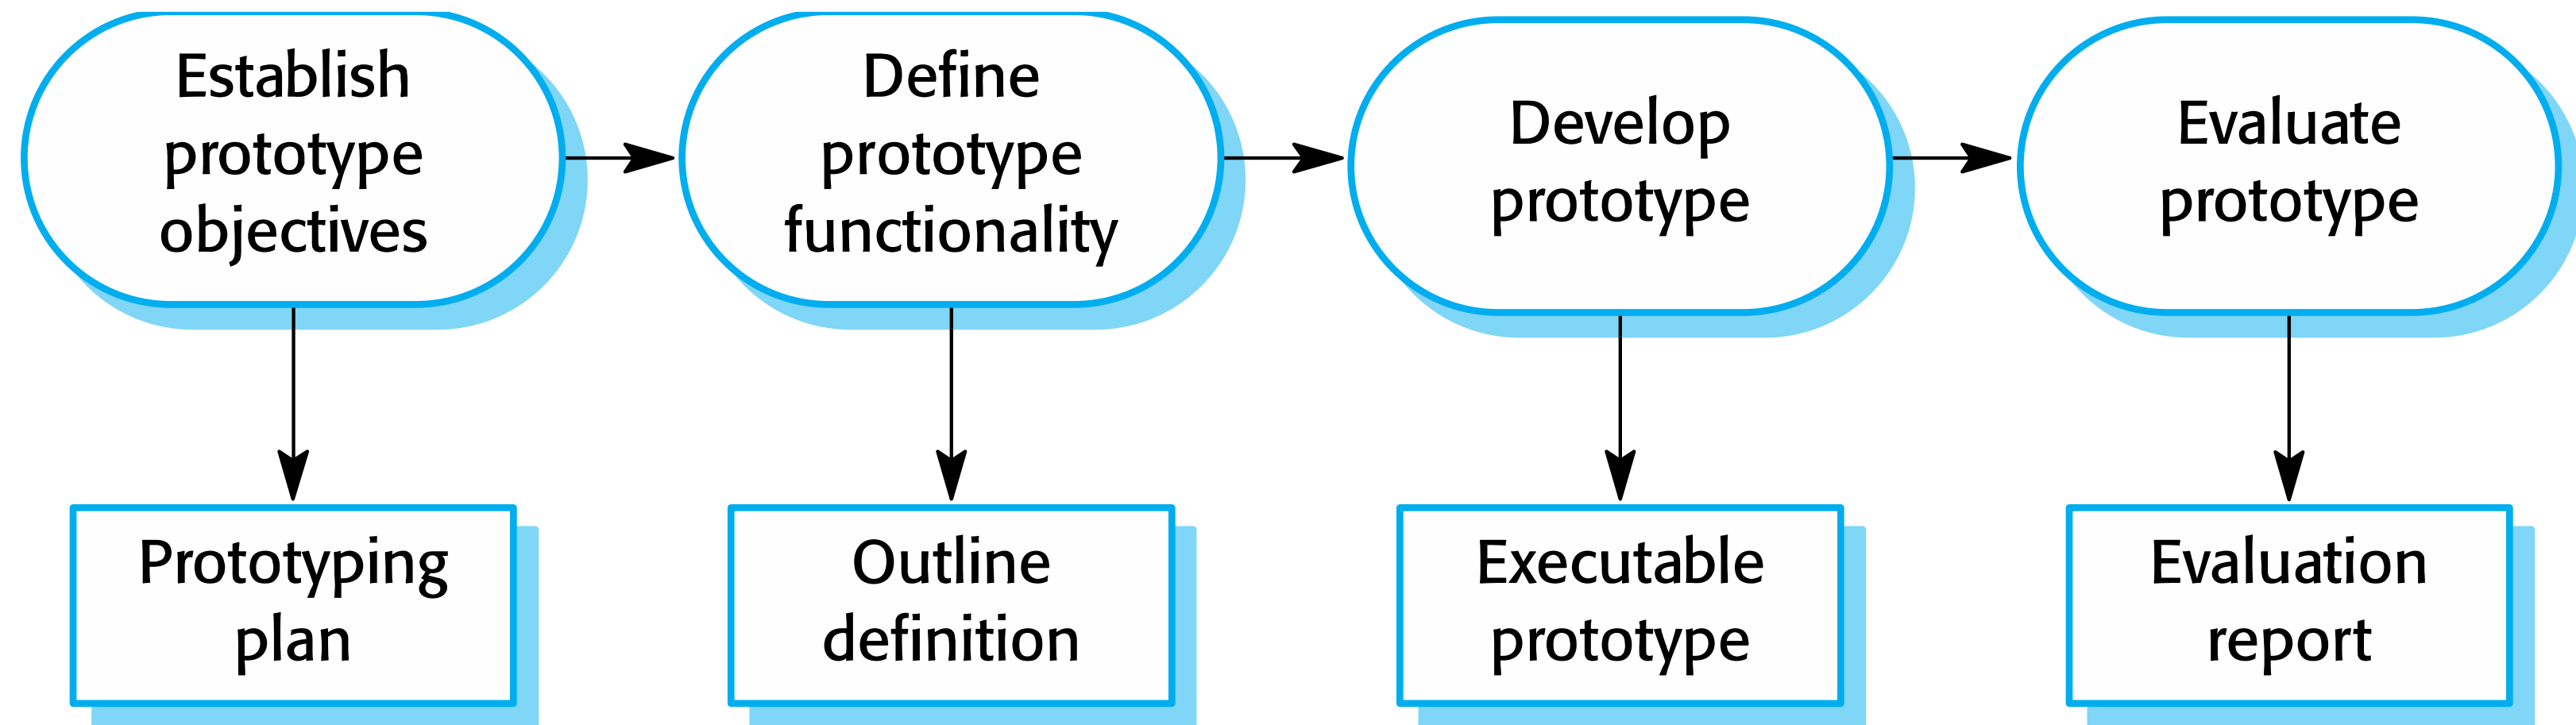 Establish
prototype
objectives
Define
prototype
functionality
Develop
prototype
Evaluate
prototype
Prototyping
plan
Outline
definition
Executable
prototype
Evaluation
report